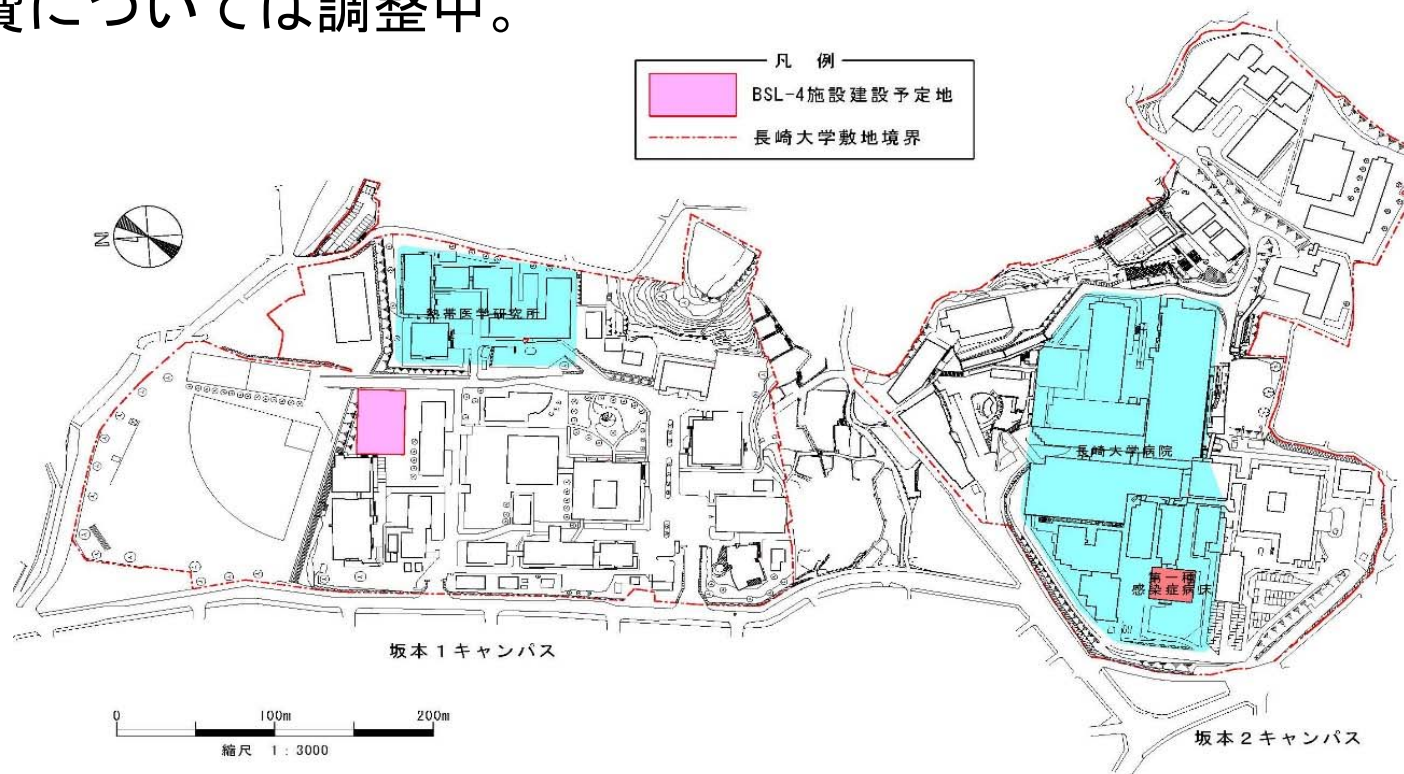 については調整中。
凡 例
BSL-4施設建設予定地
長崎大学敷地境界
N
熱帯医学研究所
長崎大学病院
第一種
感染症病床
坂本1キャンパス
0 100m 200m
縮尺 1:3000
坂本2キャンパス